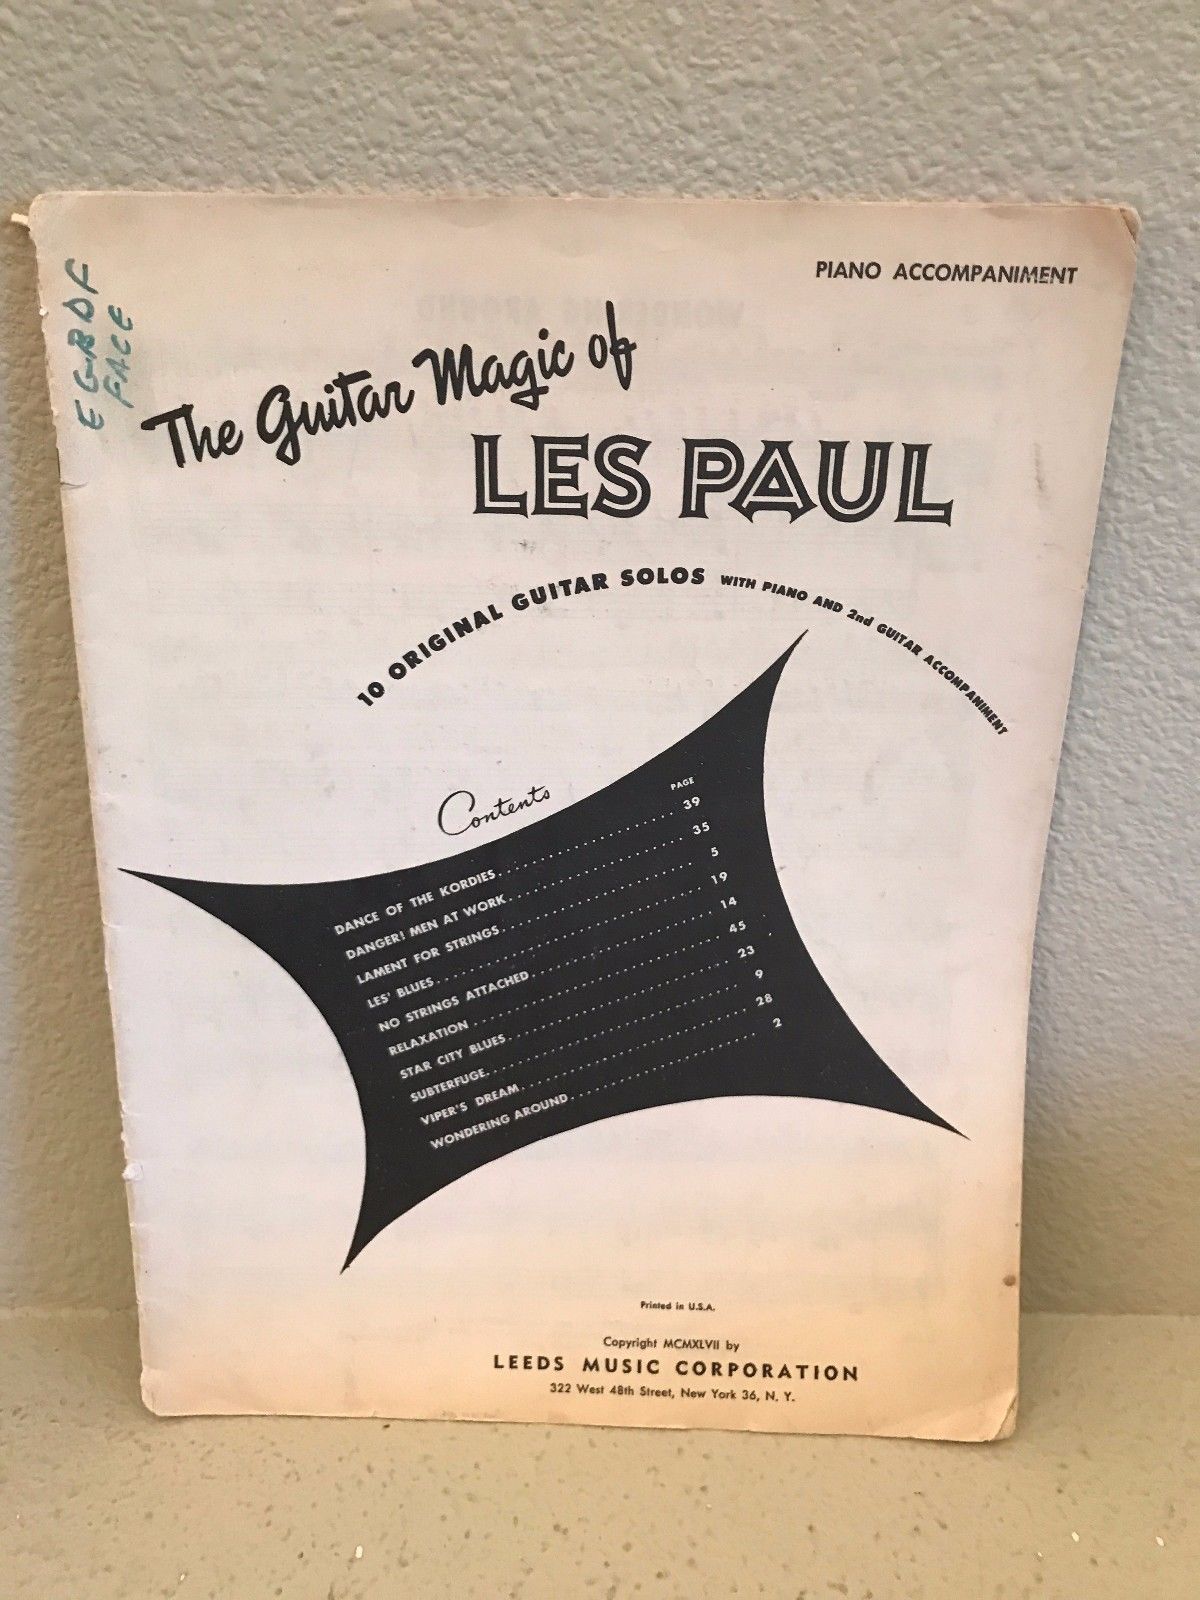 E G B D F
FACE
PIANO ACCOMPANIMENT
The Guitar Magic of
LES PAUL
10 ORIGINAL GUITAR SOLOS WITH PIANO AND 2nd GUITAR ACCOMPANIMENT
Contents
PAGE
DANCE OF THE KORDIES 39
DANGER! MEN AT WORK 35
LAMENT FOR STRINGS 5
LES' BLUES 19
NO STRINGS ATTACHED 14
RELAXATION 45
STAR CITY BLUES 23
SUBTERFUGE 9
VIPER'S DREAM 28
WONDERING AROUND 2
Printed in U.S.A.
Copyright MCMXLVII by
LEEDS MUSIC CORPORATION
322 West 48th Street, New York 36, N. Y.